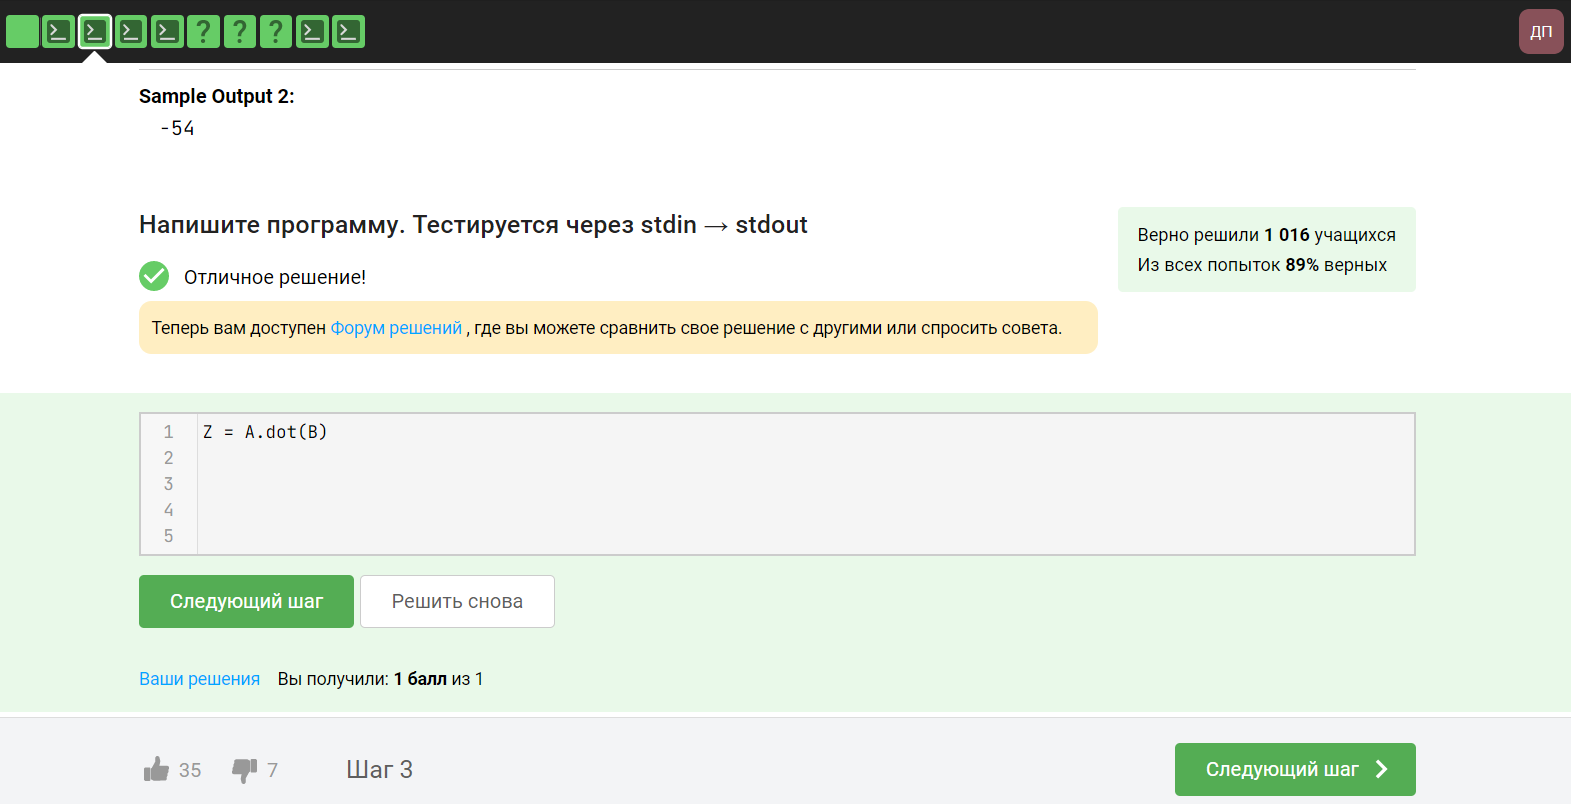 ? ? ?
ДП
Sample Output 2:
-54
Напишите программу. Тестируется через stdin → stdout
Верно решили 1 016 учащихся
Из всех попыток 89% верных
Отличное решение!
Теперь вам доступен Форум решений , где вы можете сравнить свое решение с другими или спросить совета.
1 Z = A.dot(B)
2
3
4
5
Следующий шаг Решить снова
Ваши решения Вы получили: 1 балл из 1
35 7 Шаг 3 Следующий шаг